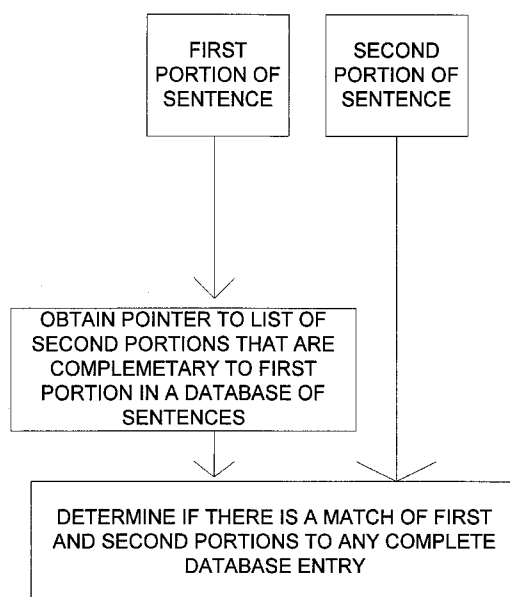 FIRST
PORTION OF
SENTENCE
SECOND
PORTION OF
SENTENCE
OBTAIN POINTER TO LIST OF
SECOND PORTIONS THAT ARE
COMPLEMETARY TO FIRST
PORTION IN A DATABASE OF
SENTENCES
DETERMINE IF THERE IS A MATCH OF FIRST
AND SECOND PORTIONS TO ANY COMPLETE
DATABASE ENTRY